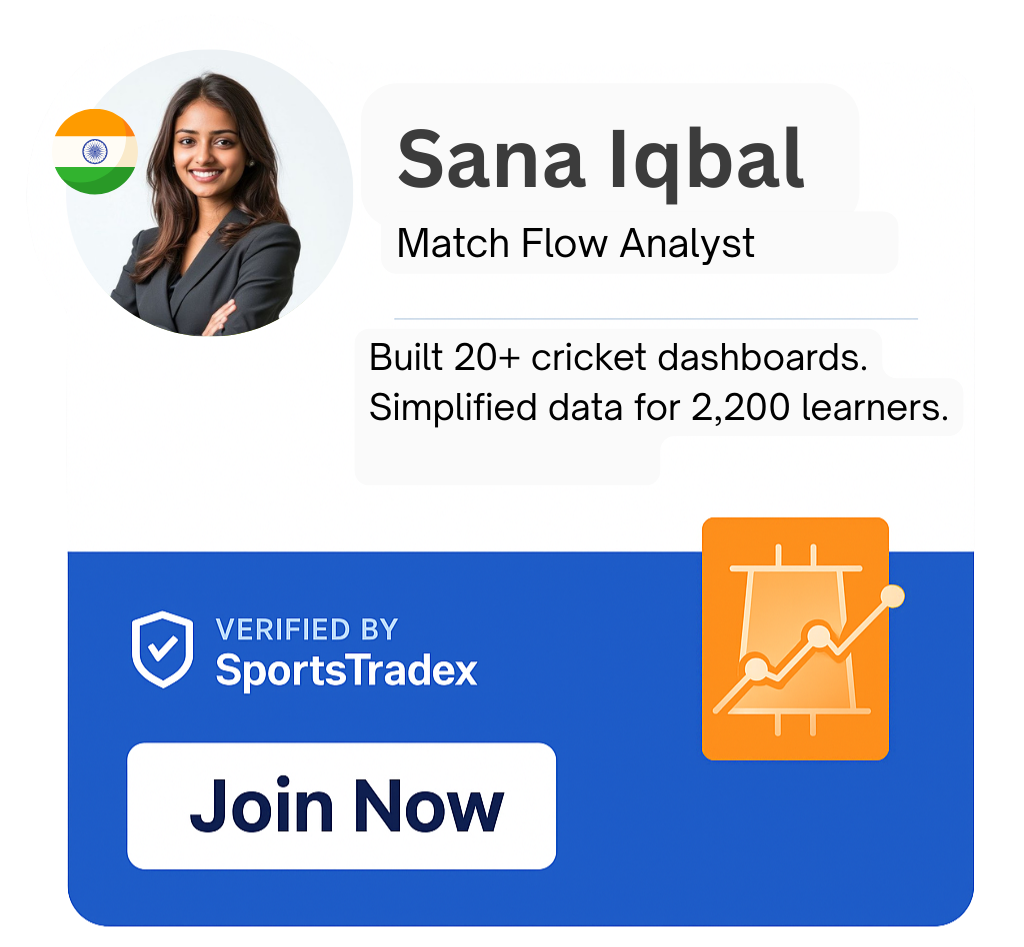 Sana Iqbal
Match Flow Analyst
Built 20+ cricket dashboards.
Simplified data for 2,200 learners.
VERIFIED BY
SportsTradex
Join Now